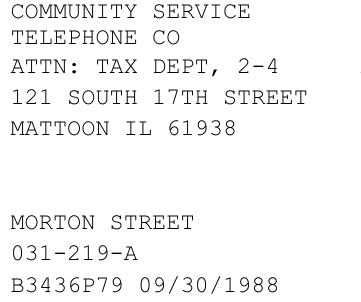 COMMUNITY SERVICE
TELEPHONE CO
ATTN: TAX DEPT, 2-4
121 SOUTH 17TH STREET
MATTOON IL 61938
MORTON STREET
031-219-A
B3436P79 09/30/1988